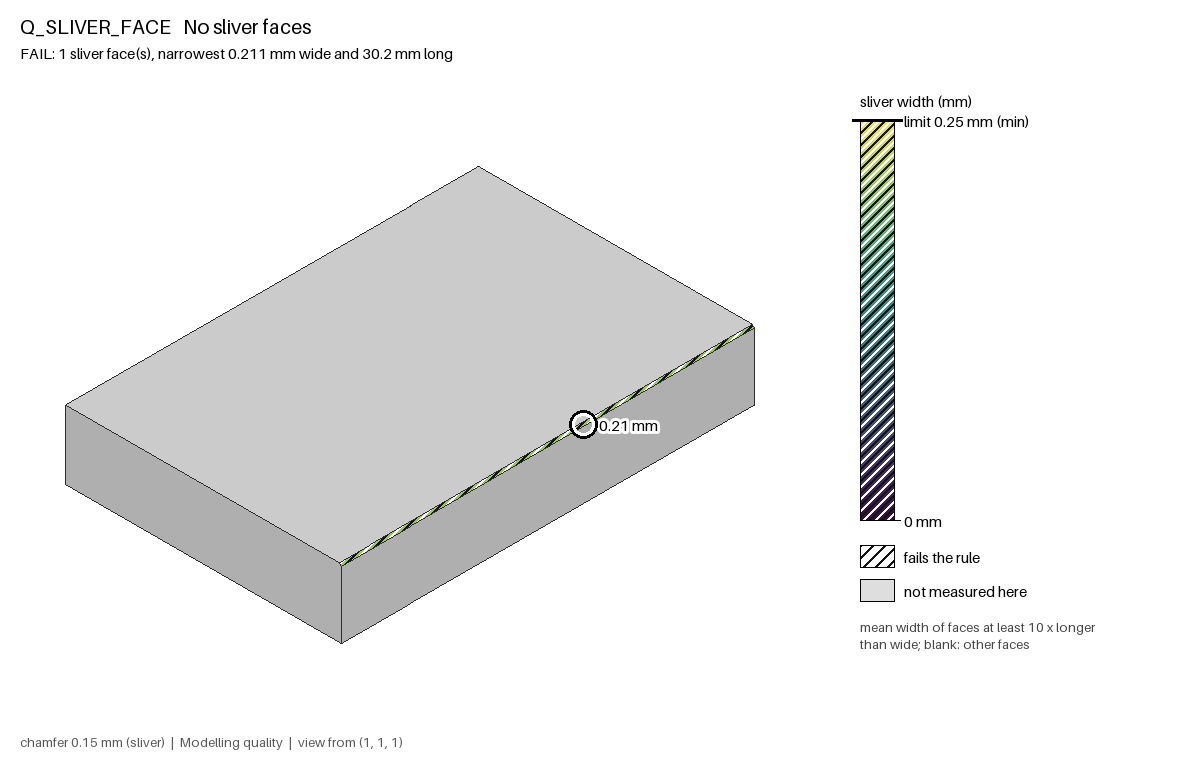 Q_SLIVER_FACE   No sliver faces
FAIL: 1 sliver face(s), narrowest 0.211 mm wide and 30.2 mm long
sliver width (mm)
limit 0.25 mm (min)
0.21 mm
0 mm
fails the rule
not measured here
mean width of faces at least 10 x longer
than wide; blank: other faces
chamfer 0.15 mm (sliver) | Modelling quality | view from (1, 1, 1)